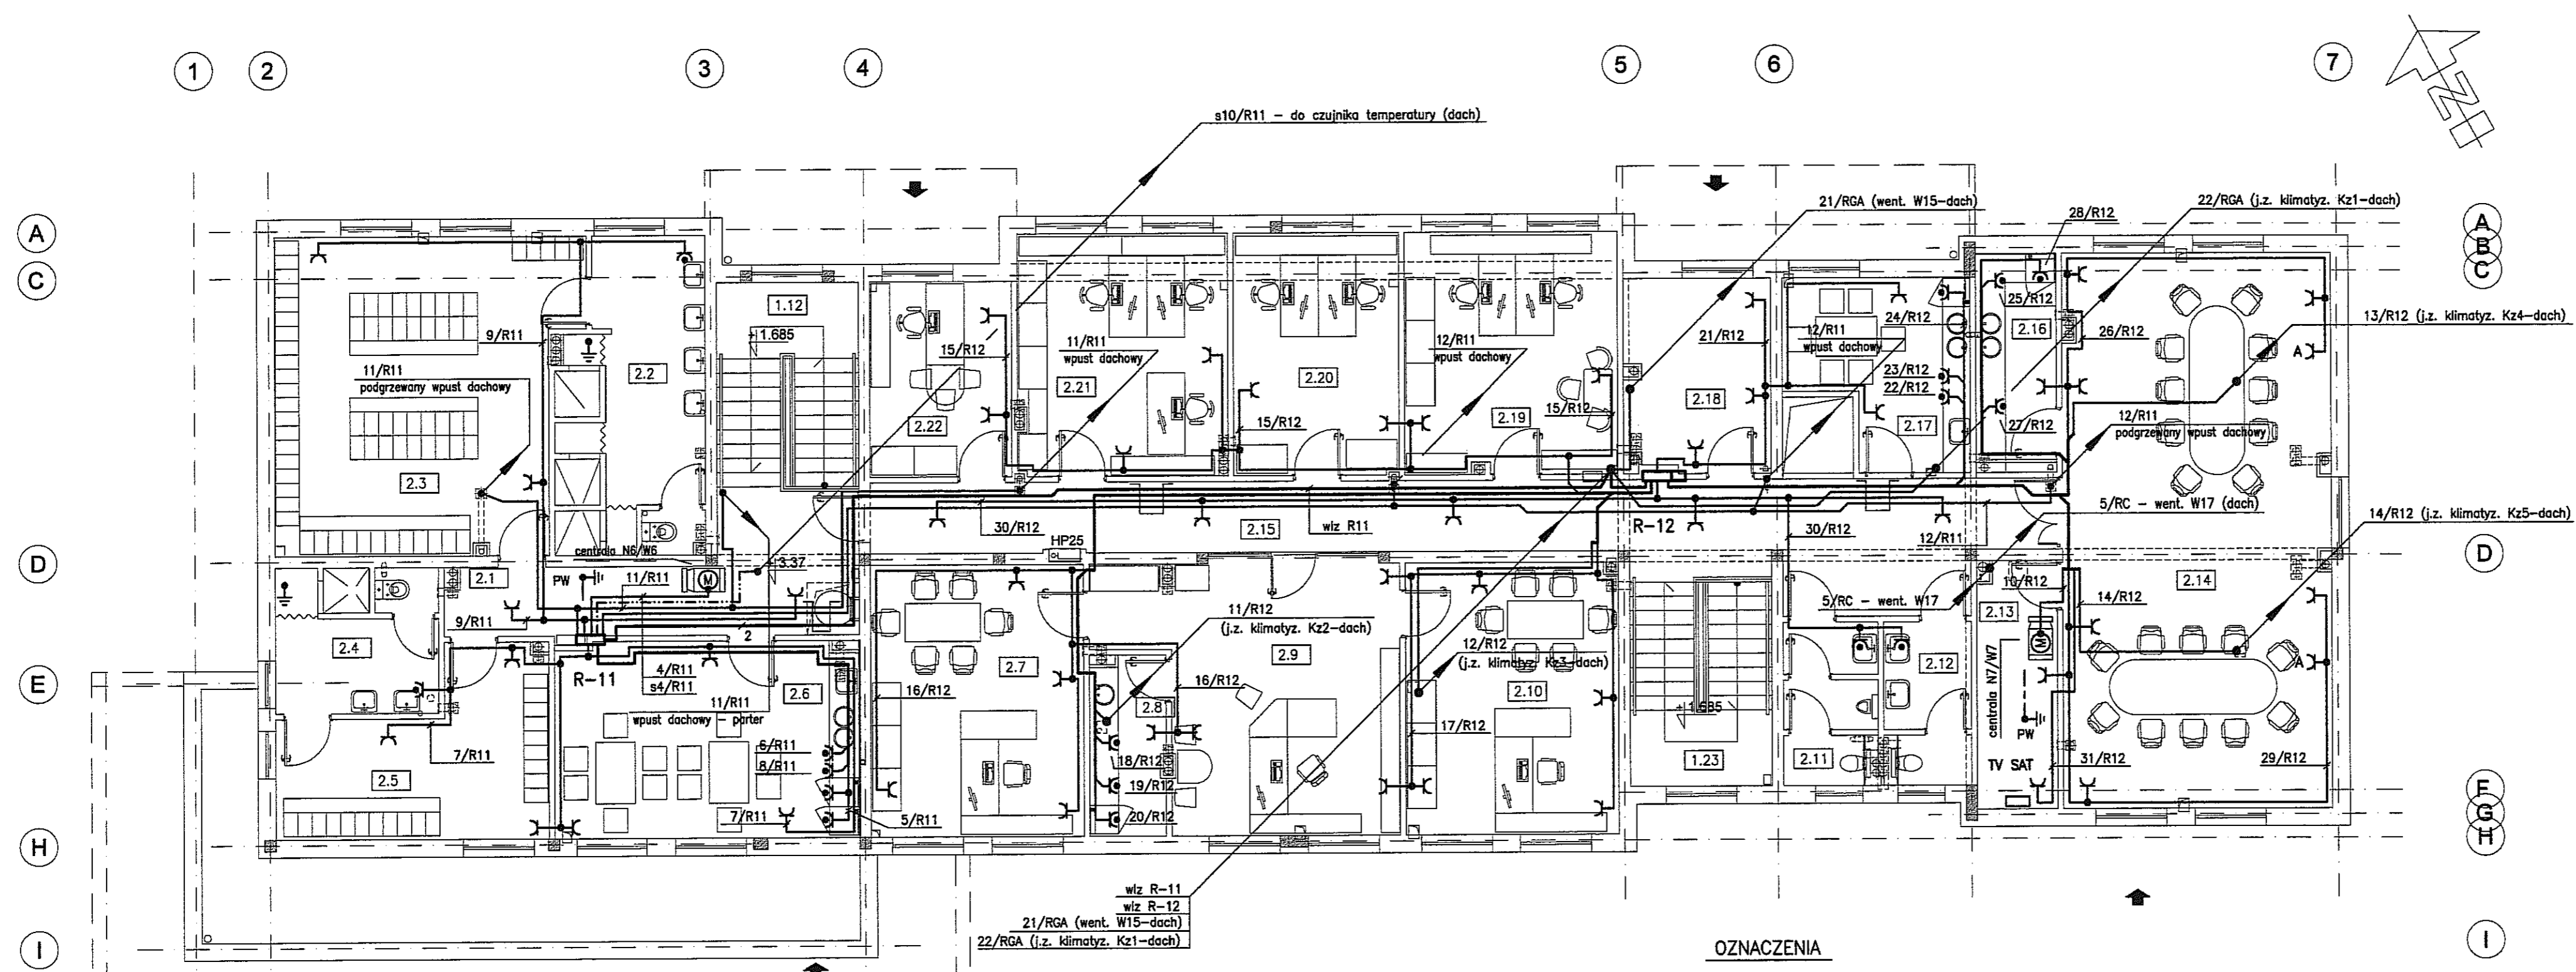 1
2
3
4
5
6
7
N
s10/R11 – do czujnika temperatury (dach)
21/RGA (went. W15–dach)
22/RGA (j.z. klimatyz. Kz1–dach)
28/R12
A
A
B
C
C
1.12
+1.685
9/R11
2.2
11/R11
podgrzewany wpust dachowy
15/R12
11/R11
wpust dachowy
12/R11
wpust dachowy
21/R12
12/R11
wpust dachowy
24/R12
25/R12
2.16
26/R12
13/R12 (j.z. klimatyz. Kz4–dach)
A
2.21
2.20
2.19
15/R12
2.18
23/R12
22/R12
2.22
15/R12
2.17
27/R12
12/R11
podgrzewany wpust dachowy
2.3
30/R12
2.15
wlz R11
R–12
30/R12
12/R11
5/RC – went. W17 (dach)
14/R12 (j.z. klimatyz. Kz5–dach)
D
centrala N6/W6
HP25
D
2.1
PW
11/R11
M
3.37
10/R12
2.14
5/RC – went. W17
2.13
14/R12
9/R11
2
11/R12
(j.z. klimatyz. Kz2–dach)
12/R12
(j.z. klimatyz. Kz3–dach)
2.4
4/R11
s4/R11
R–11
2.7
2.9
2.12
M
A
E
2.6
16/R12
16/R12
2.10
centrala N7/W7
E
11/R11
wpust dachowy – parter
2.8
17/R12
+1.685
PW
6/R11
8/R11
7/R11
2.5
18/R12
1.23
2.11
TV SAT
31/R12
29/R12
19/R12
7/R11
5/R11
20/R12
F
G
H
H
wlz R–11
wlz R–12
21/RGA (went. W15–dach)
22/RGA (j.z. klimatyz. Kz1–dach)
OZNACZENIA
I
I